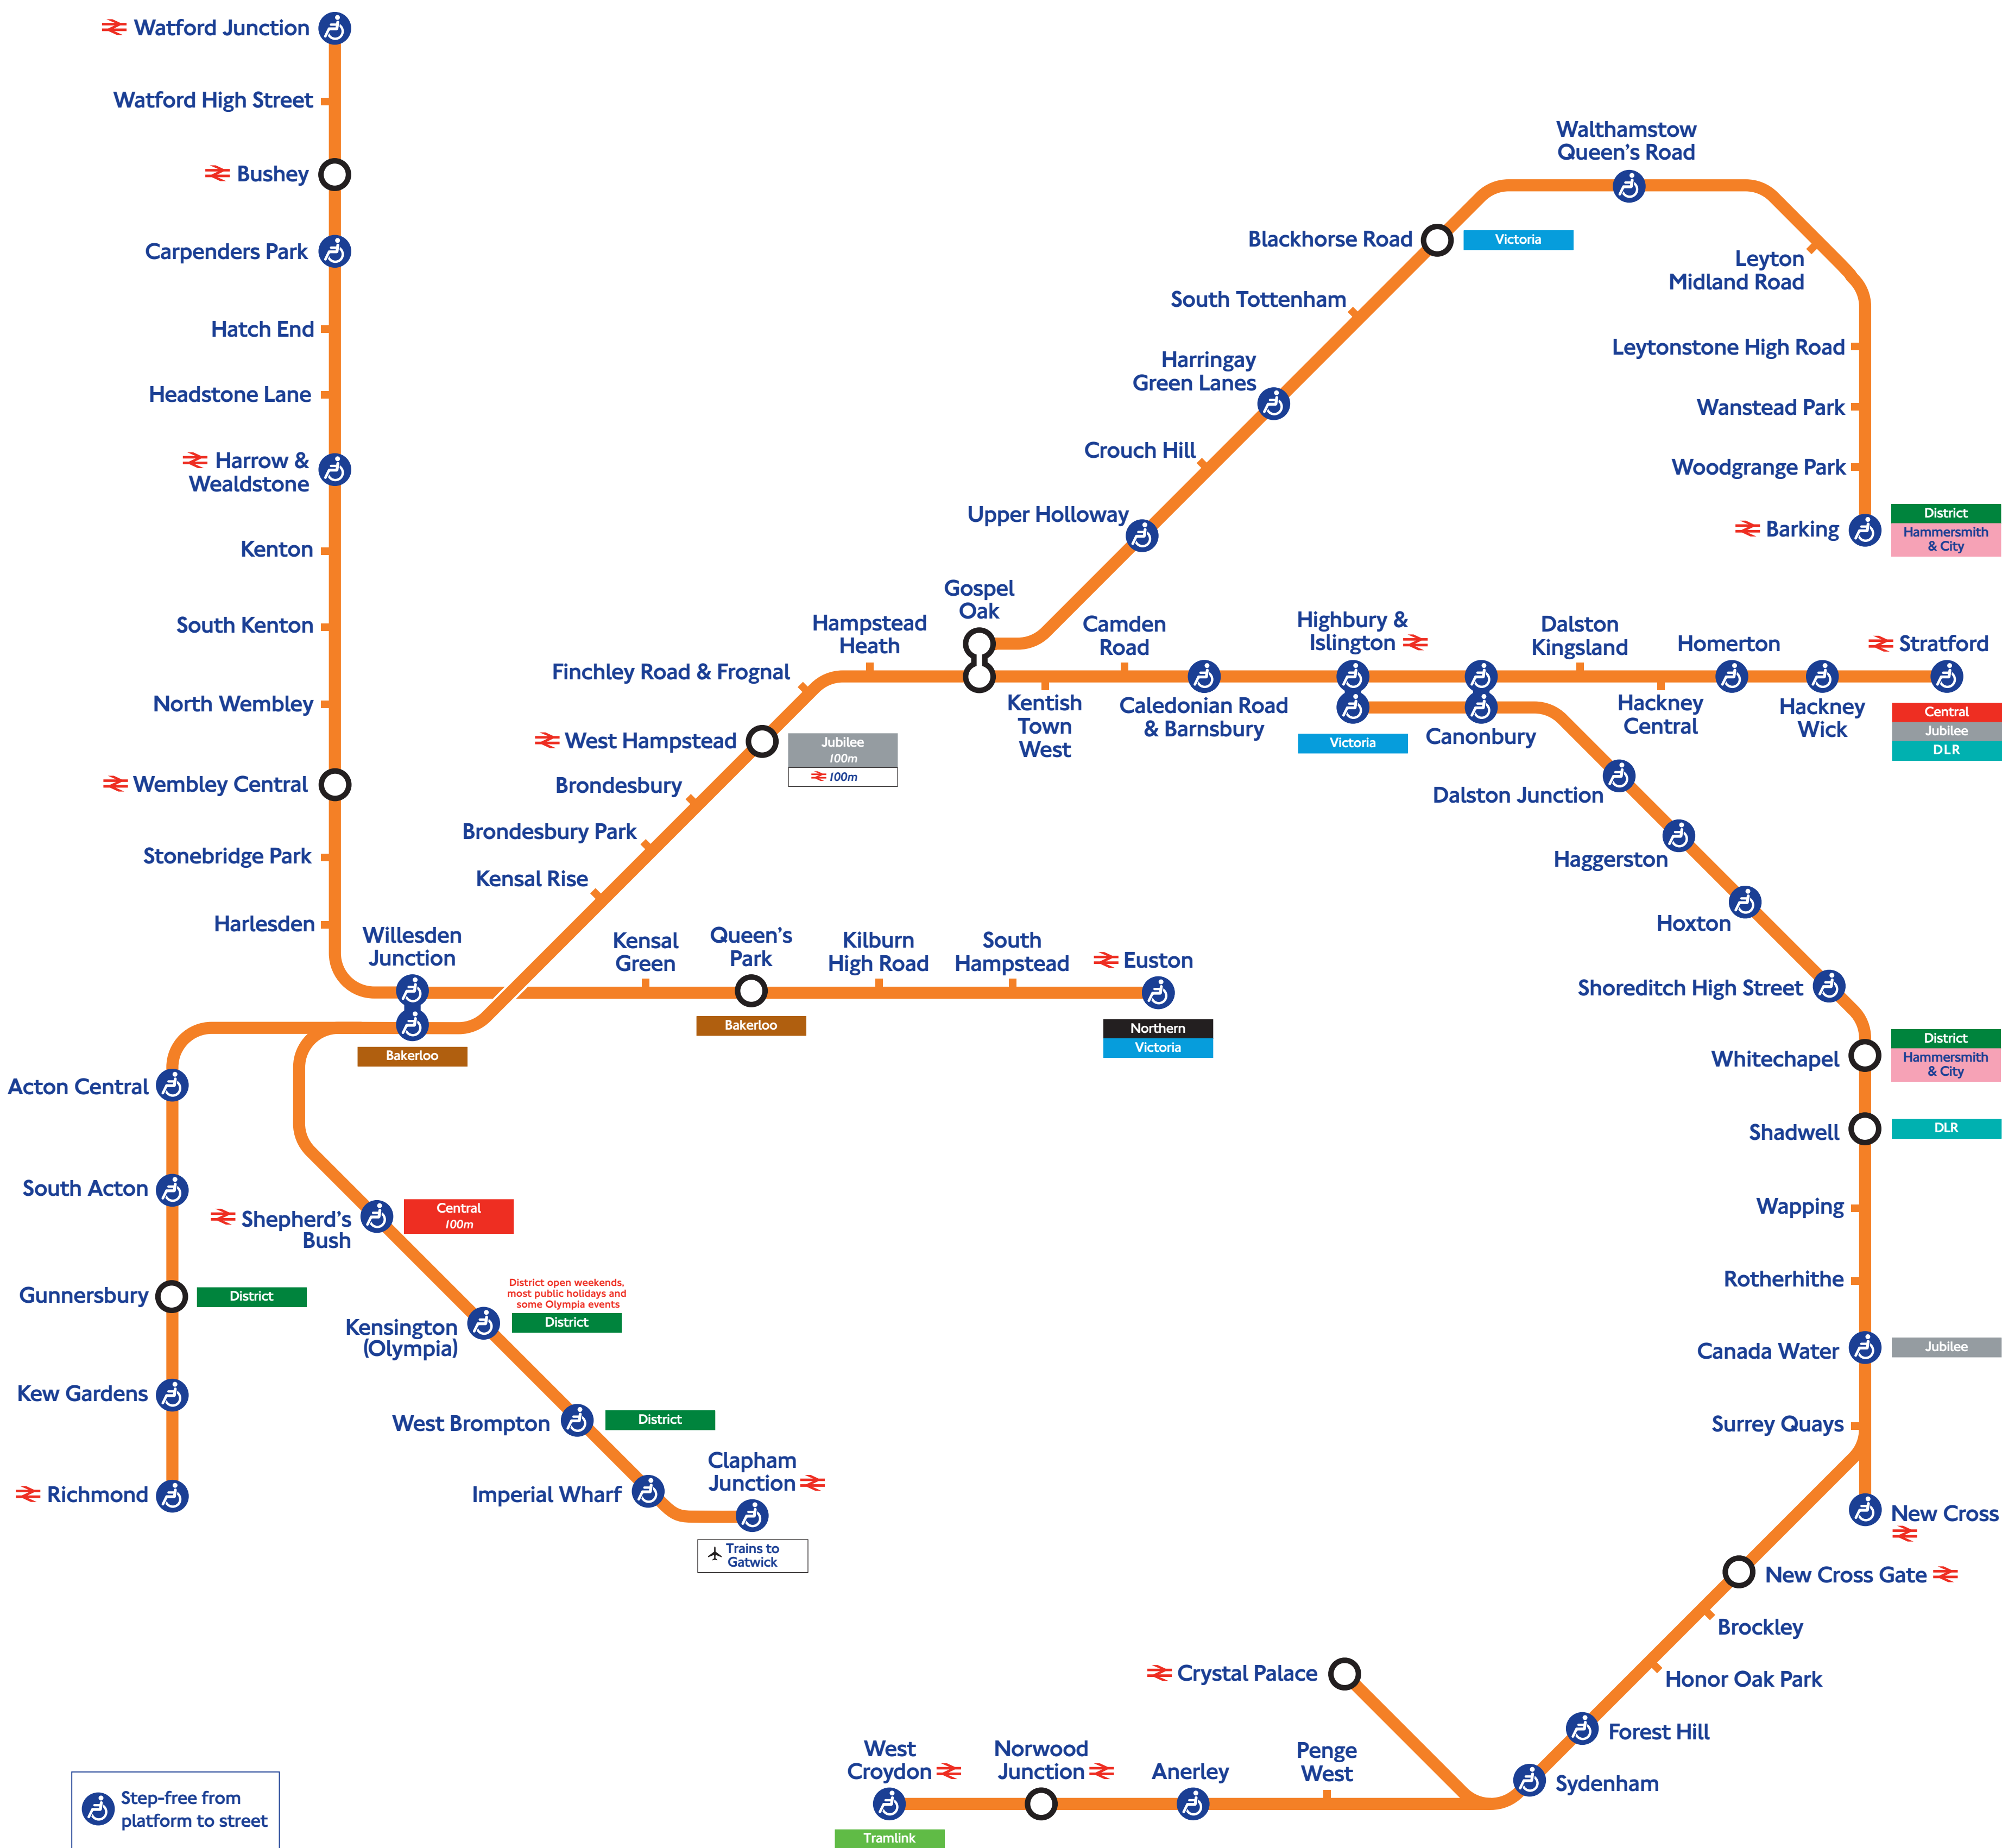 Watford Junction
Watford High Street
Bushey
Carpenders Park
Hatch End
Headstone Lane
Harrow &
Wealdstone
Kenton
South Kenton
North Wembley
Wembley Central
Stonebridge Park
Harlesden
Willesden
Junction
Bakerloo
Kensal
Green
Queen's
Park
Bakerloo
Kilburn
High Road
South
Hampstead
Euston
Northern
Victoria
Acton Central
South Acton
Gunnersbury
District
Kew Gardens
Richmond
Shepherd's
Bush
Central
100m
Kensington
(Olympia)
District open weekends,
most public holidays and
some Olympia events
District
West Brompton
District
Imperial Wharf
Clapham
Junction
Trains to
Gatwick
Kensal Rise
Brondesbury Park
Brondesbury
West Hampstead
Jubilee
100m
100m
Finchley Road & Frognal
Hampstead
Heath
Gospel
Oak
Upper Holloway
Crouch Hill
Harringay
Green Lanes
South Tottenham
Blackhorse Road
Victoria
Walthamstow
Queen's Road
Leyton
Midland Road
Leytonstone High Road
Wanstead Park
Woodgrange Park
Barking
District
Hammersmith
& City
Kentish
Town
West
Camden
Road
Caledonian Road
& Barnsbury
Highbury &
Islington
Victoria
Canonbury
Dalston
Kingsland
Hackney
Central
Homerton
Hackney
Wick
Stratford
Central
Jubilee
DLR
Dalston Junction
Haggerston
Hoxton
Shoreditch High Street
Whitechapel
District
Hammersmith
& City
Shadwell
DLR
Wapping
Rotherhithe
Canada Water
Jubilee
Surrey Quays
New Cross
New Cross Gate
Brockley
Honor Oak Park
Forest Hill
Sydenham
Crystal Palace
Penge
West
Anerley
Norwood
Junction
West
Croydon
Tramlink
Step-free from
platform to street